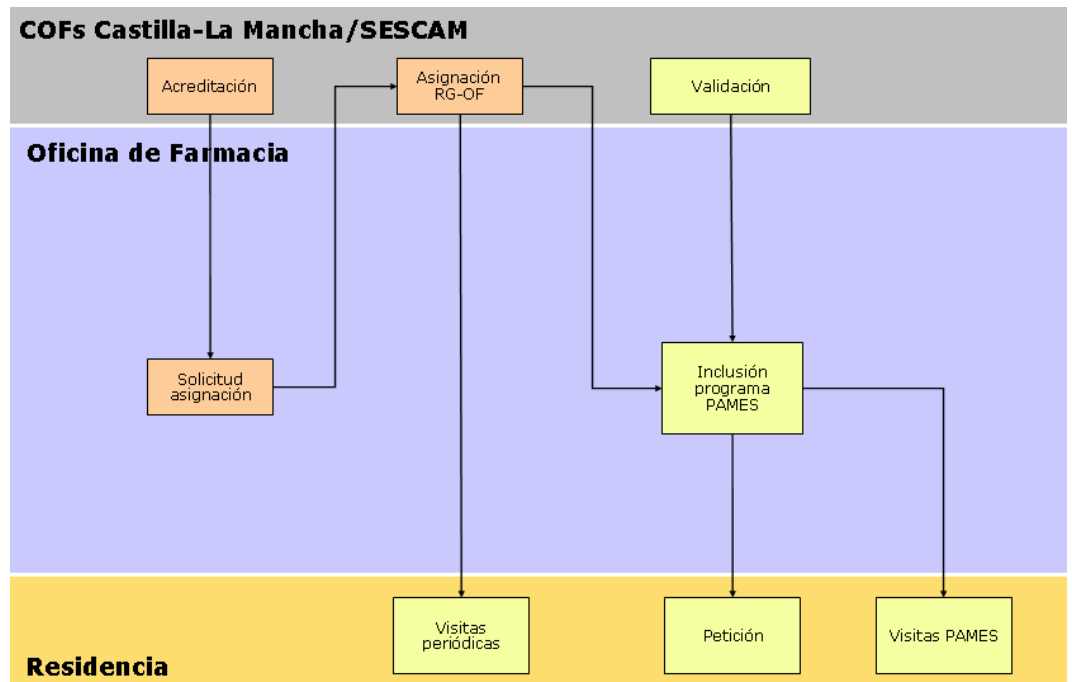 COFs Castilla-La Mancha/SESCAM
Acreditación
Asignación
RG-OF
Validación
Oficina de Farmacia
Solicitud
asignación
Inclusión
programa
PAMES
Visitas
periódicas
Petición
Visitas PAMES
Residencia